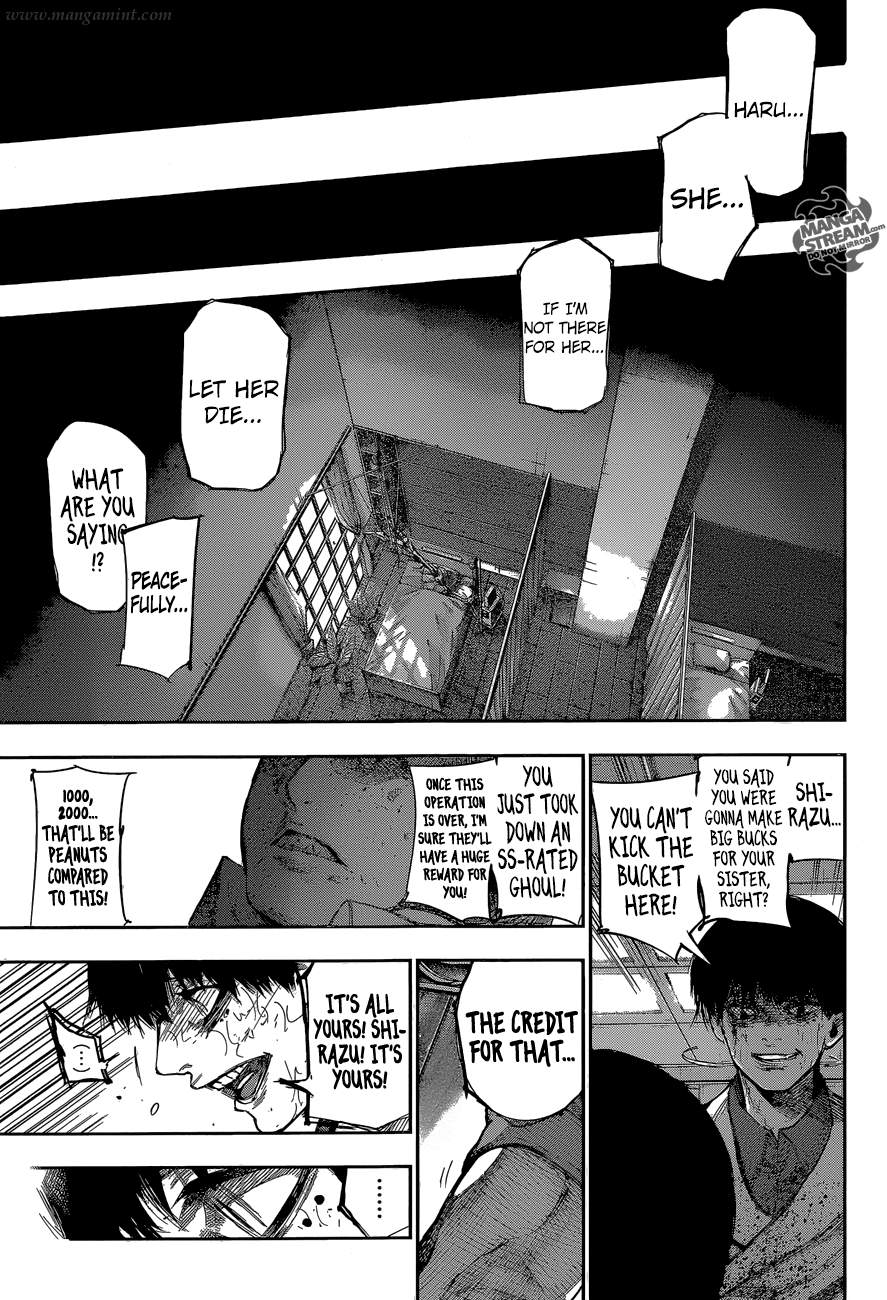 www.mangamint.com
HARU...
SHE...
MANGA
STREAM.com
DO NOT MIRROR
IF I'M
NOT THERE
FOR HER...
LET HER
DIE...
PEACE-
FULLY...
WHAT
ARE YOU
SAYING
!?
SHI-
RAZU...
YOU SAID
YOU WERE
GONNA MAKE
BIG BUCKS
FOR YOUR
SISTER,
RIGHT?
YOU CAN'T
KICK THE
BUCKET
HERE!
YOU
JUST TOOK
DOWN AN
SS-RATED
GHOUL!
ONCE THIS
OPERATION
IS OVER, I'M
SURE THEY'LL
HAVE A HUGE
REWARD FOR
YOU!
1000,
2000...
THAT'LL BE
PEANUTS
COMPARED
TO THIS!
THE CREDIT
FOR THAT...
IT'S ALL
YOURS! SHI-
RAZU! IT'S
YOURS!
...
......